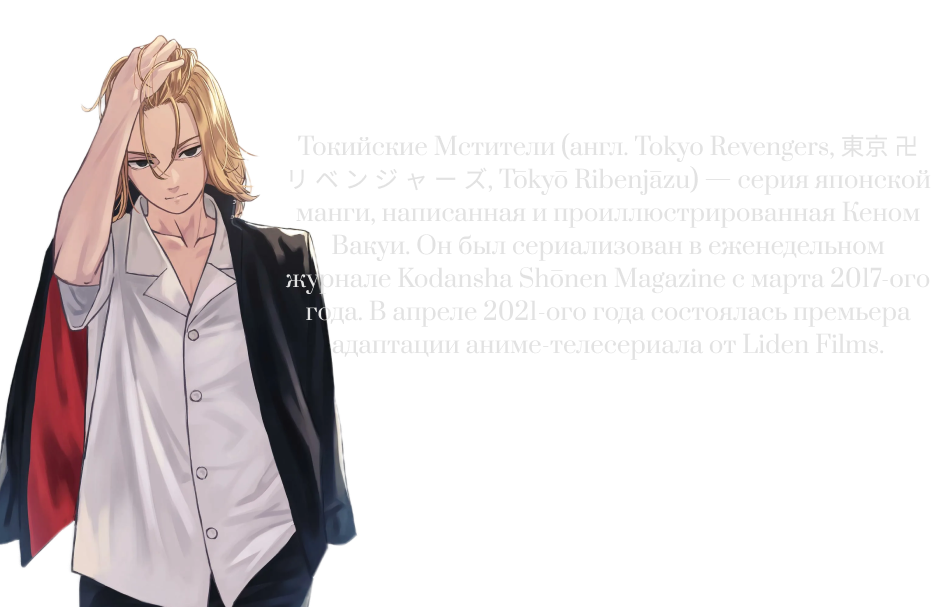 Токийские Мстители (англ. Tokyo Revengers, 東京 卍
リ ベ ン ジ ャ ー ズ, Tōkyō Ribenjāzu) — серия японской
манги, написанная и проиллюстрированная Кеном
Вакуи. Он был сериализован в еженедельном
журнале Kodansha Shōnen Magazine с марта 2017-ого
года. В апреле 2021-ого года состоялась премьера
адаптации аниме-телесериала от Liden Films.